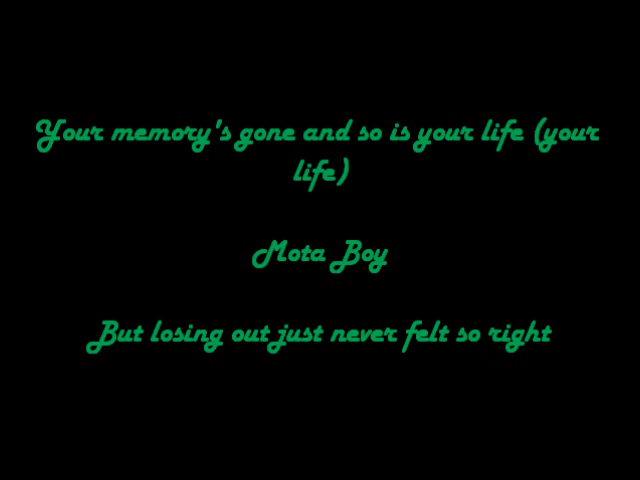 Your memory's gone and so is your life (your
life)
Mota Boy
But losing out just never felt so right